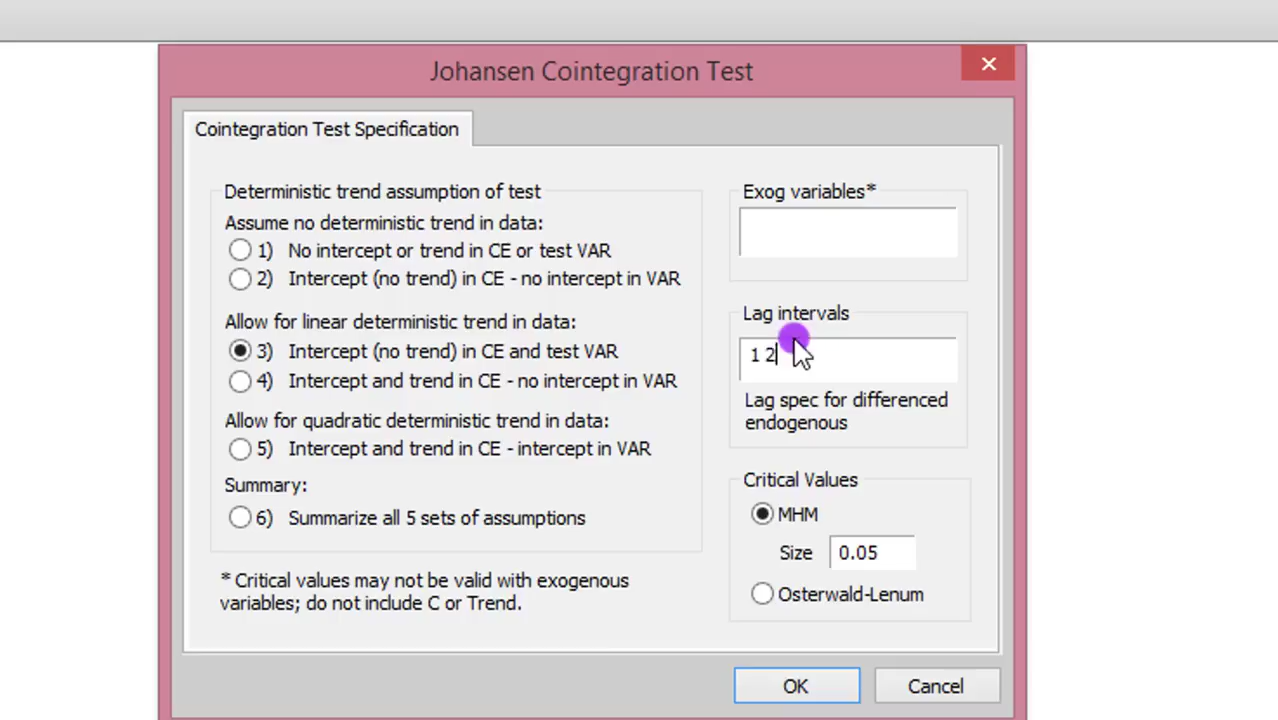 Johansen Cointegration Test
Cointegration Test Specification
Deterministic trend assumption of test
Assume no deterministic trend in data:
1) No intercept or trend in CE or test VAR
2) Intercept (no trend) in CE - no intercept in VAR
Allow for linear deterministic trend in data:
3) Intercept (no trend) in CE and test VAR
4) Intercept and trend in CE - no intercept in VAR
Allow for quadratic deterministic trend in data:
5) Intercept and trend in CE - intercept in VAR
Summary:
6) Summarize all 5 sets of assumptions
* Critical values may not be valid with exogenous
variables; do not include C or Trend.
Exog variables*
Lag intervals
1 2
Lag spec for differenced
endogenous
Critical Values
MHM
Size 0.05
Osterwald-Lenum
OK
Cancel